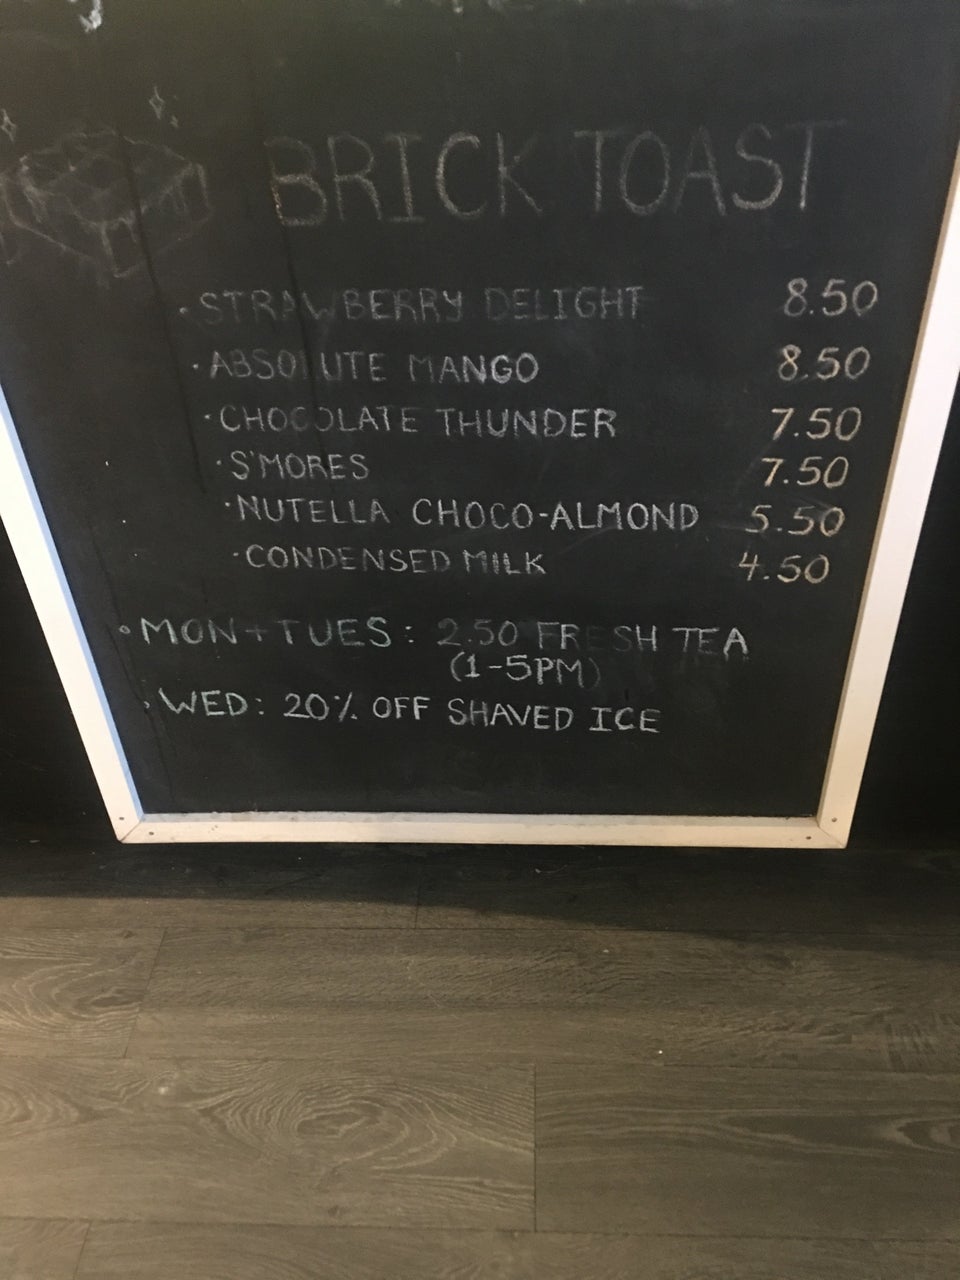 BRICK TOAST
· STRAWBERRY DELIGHT 8.50
· ABSOLUTE MANGO 8.50
· CHOCOLATE THUNDER 7.50
· S'MORES 7.50
· NUTELLA CHOCO-ALMOND 5.50
· CONDENSED MILK 4.50
• MON + TUES: 2.50 FRESH TEA
(1-5PM)
• WED: 20% OFF SHAVED ICE